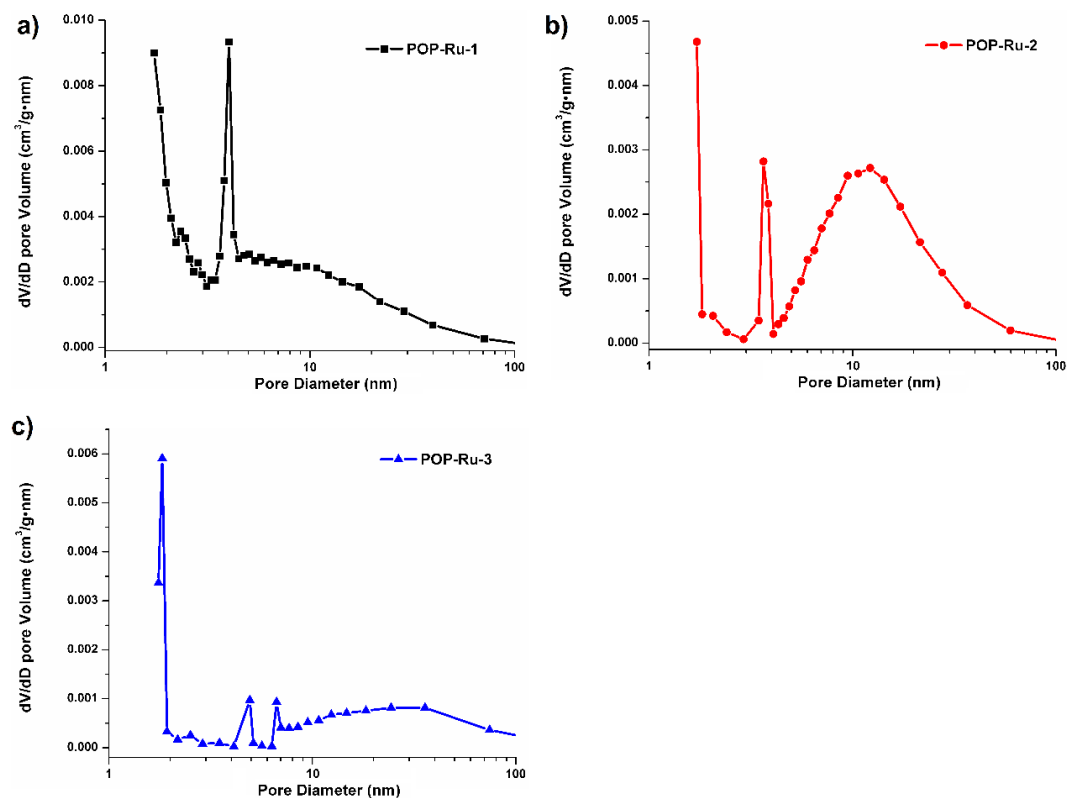 a)
POP-Ru-1
dV/dD pore Volume (cm³/g•nm)
0.010
0.008
0.006
0.004
0.002
0.000
1
10
100
Pore Diameter (nm)
b)
POP-Ru-2
dV/dD pore Volume (cm³/g•nm)
0.005
0.004
0.003
0.002
0.001
0.000
1
10
100
Pore Diameter (nm)
c)
POP-Ru-3
dV/dD pore Volume (cm³/g•nm)
0.006
0.005
0.004
0.003
0.002
0.001
0.000
1
10
100
Pore Diameter (nm)